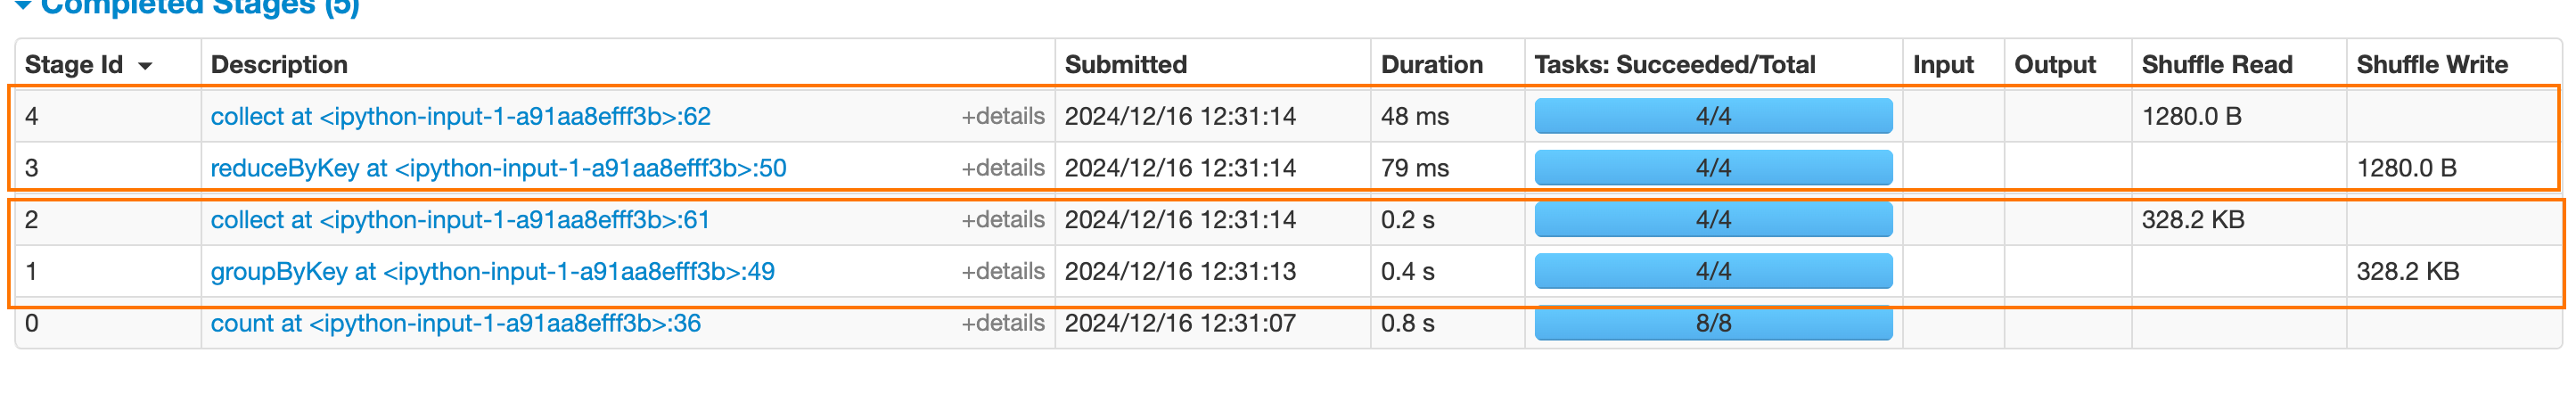 Completed Stages (5)
Stage Id Description Submitted Duration Tasks: Succeeded/Total Input Output Shuffle Read Shuffle Write
4 collect at <ipython-input-1-a91aa8efff3b>:62 +details 2024/12/16 12:31:14 48 ms 4/4 1280.0 B
3 reduceByKey at <ipython-input-1-a91aa8efff3b>:50 +details 2024/12/16 12:31:14 79 ms 4/4 1280.0 B
2 collect at <ipython-input-1-a91aa8efff3b>:61 +details 2024/12/16 12:31:14 0.2 s 4/4 328.2 KB
1 groupByKey at <ipython-input-1-a91aa8efff3b>:49 +details 2024/12/16 12:31:13 0.4 s 4/4 328.2 KB
0 count at <ipython-input-1-a91aa8efff3b>:36 +details 2024/12/16 12:31:07 0.8 s 8/8